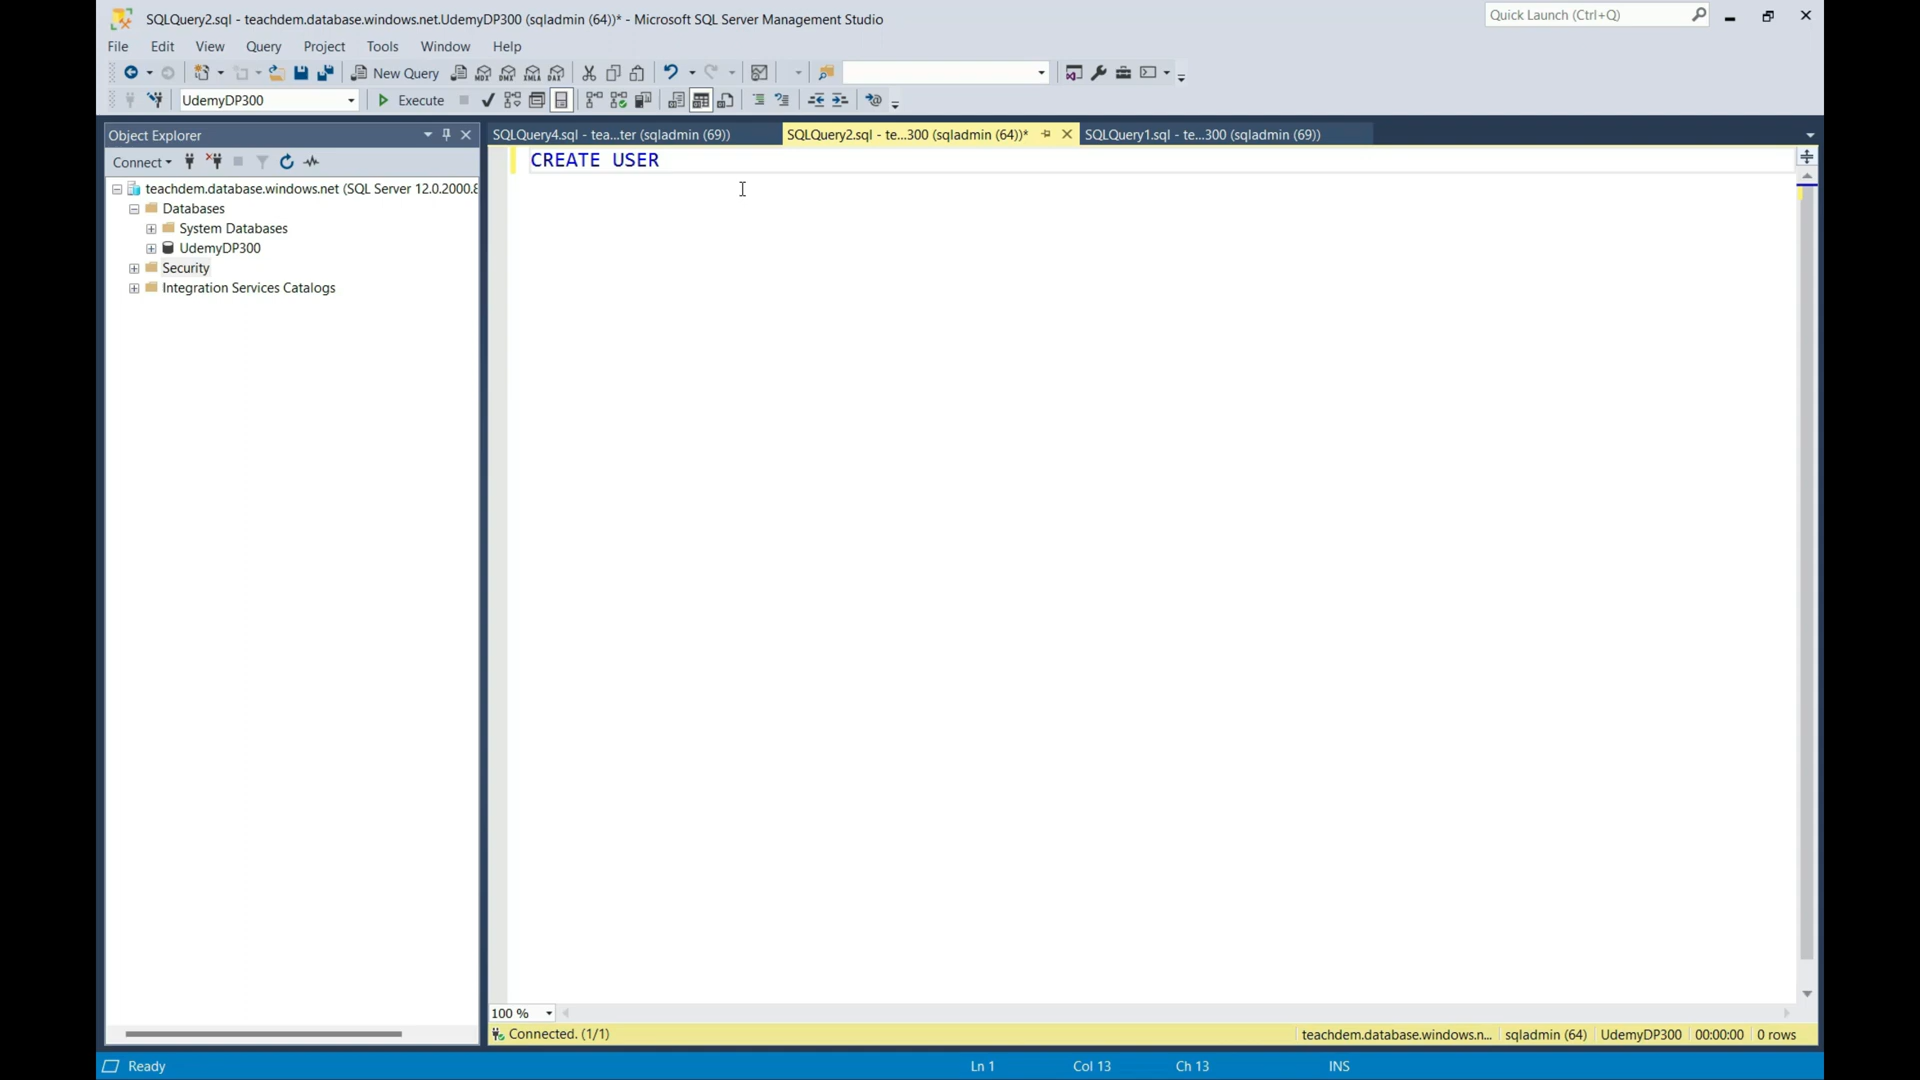 SQLQuery2.sql - teachdem.database.windows.net.UdemyDP300 (sqladmin (64))* - Microsoft SQL Server Management Studio
Quick Launch (Ctrl+Q)
File Edit View Query Project Tools Window Help
New Query
UdemyDP300
Execute
Object Explorer
SQLQuery4.sql - tea...ter (sqladmin (69))
SQLQuery2.sql - te...300 (sqladmin (64))*
SQLQuery1.sql - te...300 (sqladmin (69))
Connect
CREATE USER
teachdem.database.windows.net (SQL Server 12.0.2000.8
Databases
System Databases
UdemyDP300
Security
Integration Services Catalogs
100 %
Connected. (1/1)
teachdem.database.windows.n...
sqladmin (64)
UdemyDP300
00:00:00
0 rows
Ready
Ln 1
Col 13
Ch 13
INS